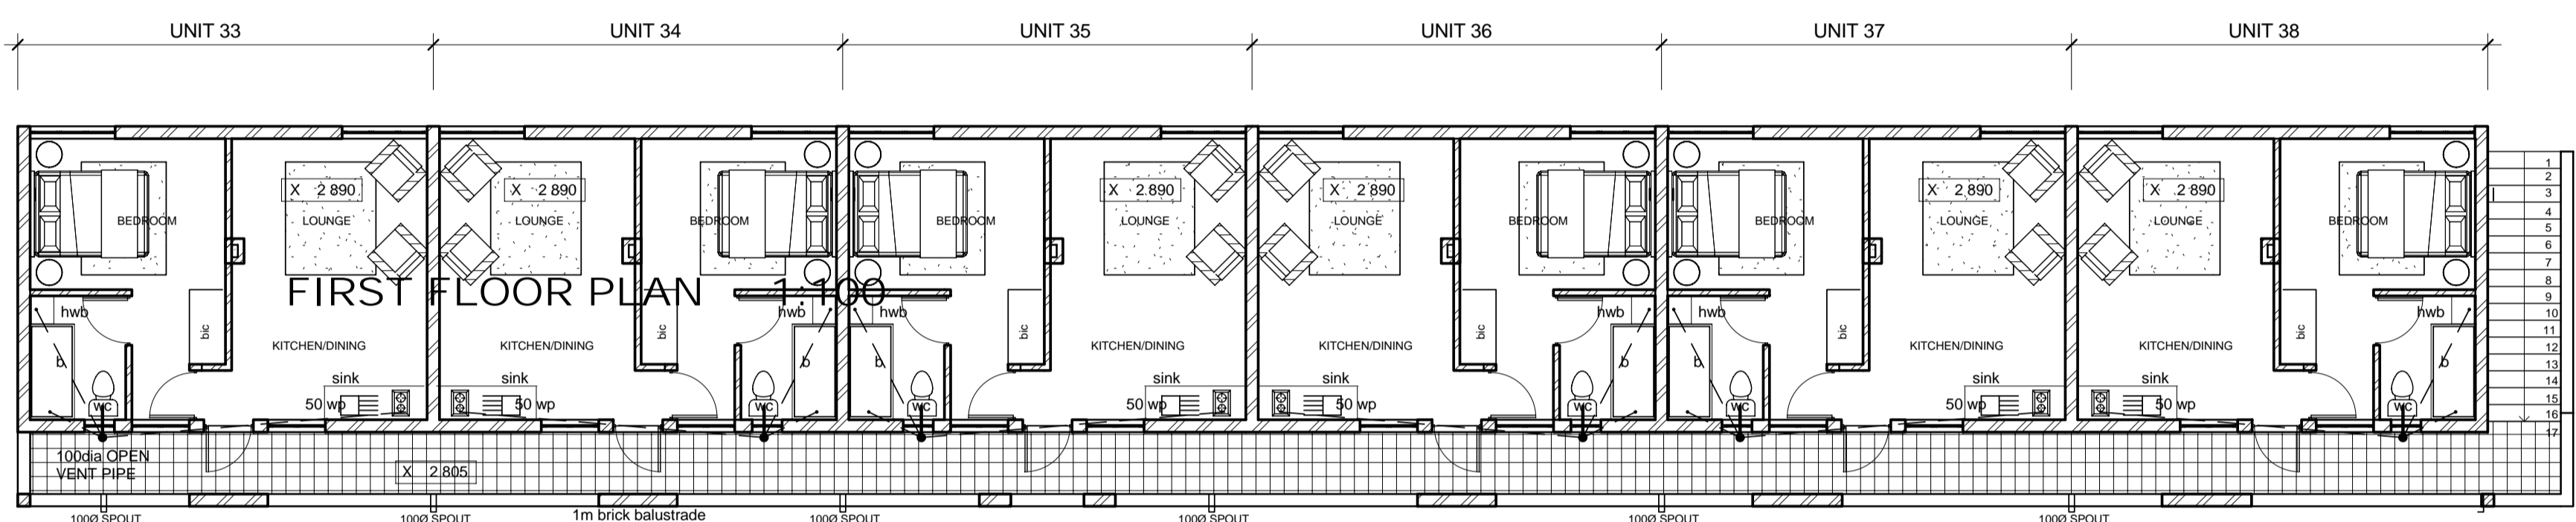 UNIT 33 UNIT 34 UNIT 35 UNIT 36 UNIT 37 UNIT 38
X 2 890 X 2 890 X 2 890 X 2 890 X 2 890 X 2 890
BEDROOM LOUNGE LOUNGE BEDROOM BEDROOM LOUNGE LOUNGE BEDROOM BEDROOM LOUNGE LOUNGE BEDROOM
FIRST FLOOR PLAN 1:100
hwb hwb hwb hwb hwb hwb
bic bic bic bic bic bic
KITCHEN/DINING KITCHEN/DINING KITCHEN/DINING KITCHEN/DINING KITCHEN/DINING KITCHEN/DINING
b b b b b b
sink sink sink sink sink sink
50 wp 50 wp 50 wp 50 wp 50 wp 50 wp
wc wc wc wc wc wc
1
2
3
4
5
6
7
8
9
10
11
12
13
14
15
16
17
100dia OPEN
VENT PIPE
X 2 805
1m brick balustrade
100Ø SPOUT 100Ø SPOUT 100Ø SPOUT 100Ø SPOUT 100Ø SPOUT 100Ø SPOUT